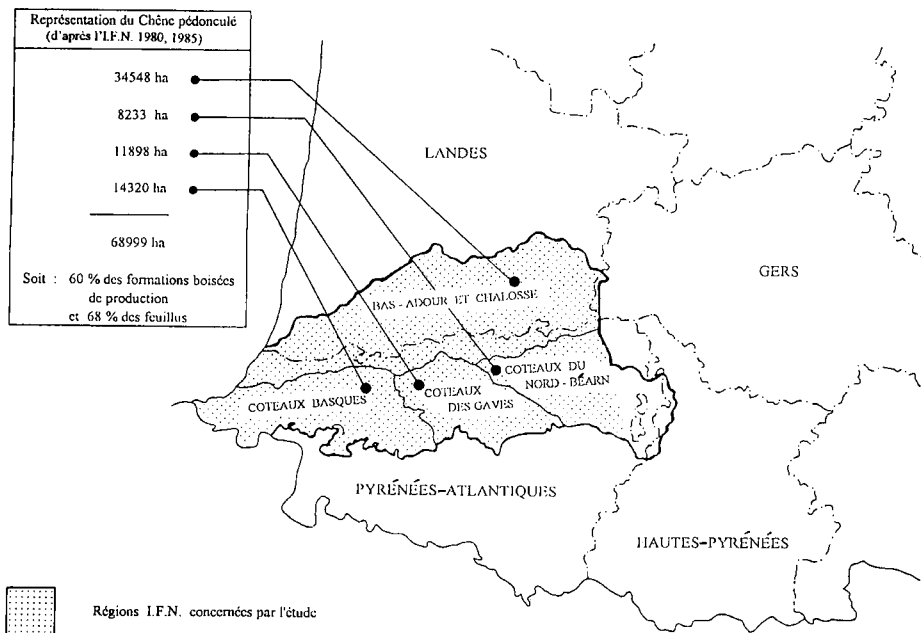 Représentation du Chêne pédonculé
(d'après l'I.F.N. 1980, 1985)
34548 ha
8233 ha
11898 ha
14320 ha
68999 ha
Soit : 60 % des formations boisées
de production
et 68 % des feuillus
LANDES
GERS
BAS - ADOUR ET CHALOSSE
COTEAUX DU
NORD - BÉARN
COTEAUX BASQUES
COTEAUX
DES GAVES
PYRÉNÉES-ATLANTIQUES
HAUTES-PYRÉNÉES
Régions I.F.N. concernées par l'étude